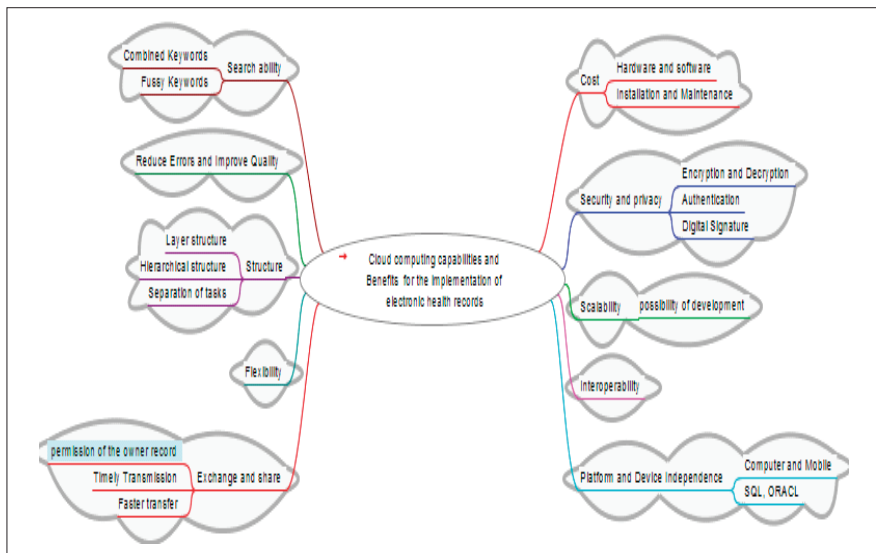 Combined Keywords
Fussy Keywords
Search ability
Reduce Errors and Improve Quality
Layer structure
Hierarchical structure
Separation of tasks
Structure
Flexibility
permission of the owner record
Timely Transmission
Faster transfer
Exchange and share
Cloud computing capabilities and
Benefits for the implementation of
electronic health records
Cost
Hardware and software
Installation and Maintenance
Security and privacy
Encryption and Decryption
Authentication
Digital Signature
Scalability
possibility of development
Interoperability
Platform and Device Independence
Computer and Mobile
SQL, ORACL